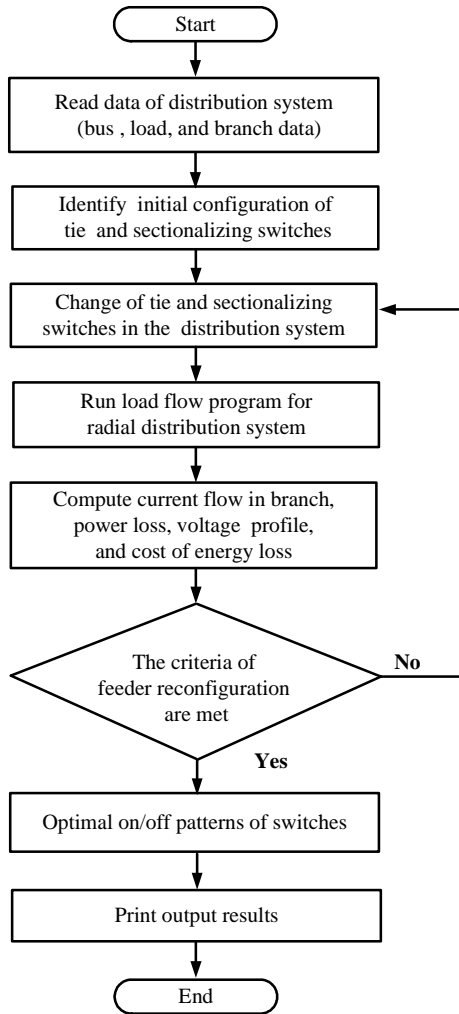 Start
Read data of distribution system
(bus , load, and branch data)
Identify initial configuration of
tie and sectionalizing switches
Change of tie and sectionalizing
switches in the distribution system
Run load flow program for
radial distribution system
Compute current flow in branch,
power loss, voltage profile,
and cost of energy loss
The criteria of
feeder reconfiguration
are met
No
Yes
Optimal on/off patterns of switches
Print output results
End